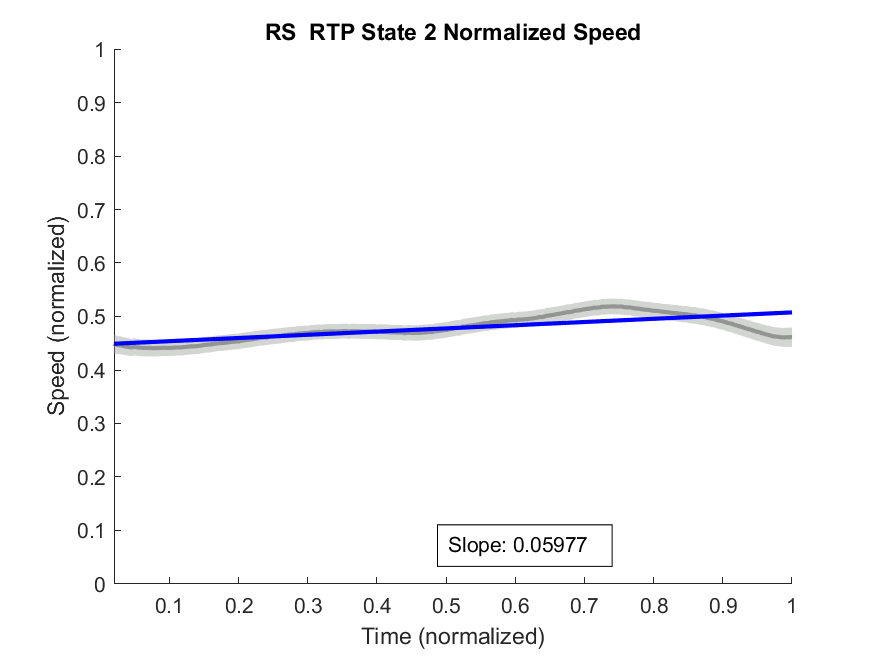 RS  RTP State 2 Normalized Speed
1
0.9
0.8
0.7
0.6
0.5
0.4
0.3
0.2
0.1
0
Speed (normalized)
Slope: 0.05977
0.1 0.2 0.3 0.4 0.5 0.6 0.7 0.8 0.9 1
Time (normalized)